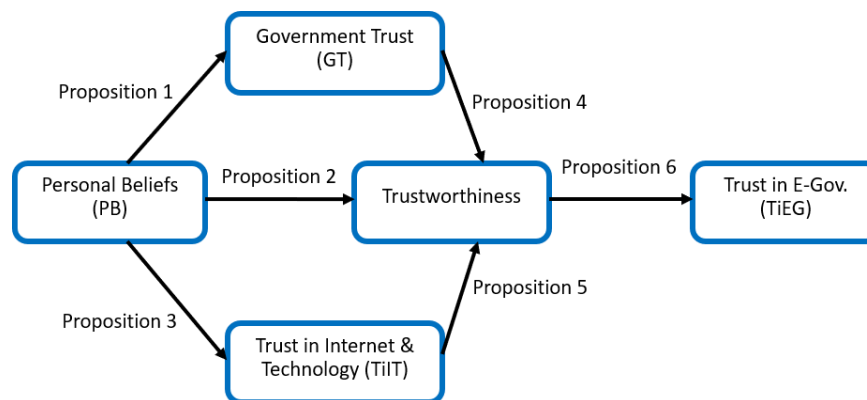 Government Trust
(GT)
Proposition 1
Proposition 4
Personal Beliefs
(PB)
Proposition 2
Trustworthiness
Proposition 6
Trust in E-Gov.
(TiEG)
Proposition 3
Proposition 5
Trust in Internet &
Technology (TiIT)